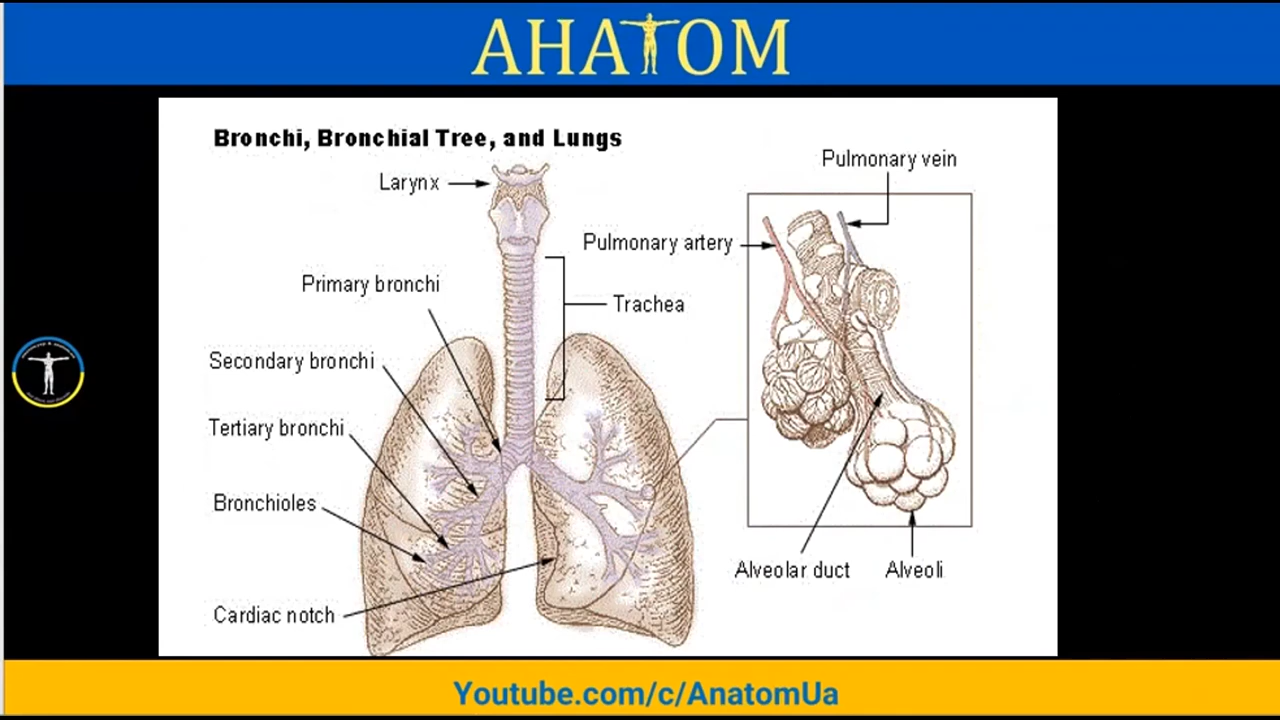 АНАТОМ
Bronchi, Bronchial Tree, and Lungs
Larynx
Primary bronchi
Secondary bronchi
Tertiary bronchi
Bronchioles
Cardiac notch
Trachea
Pulmonary vein
Pulmonary artery
Alveolar duct
Alveoli
Youtube.com/c/AnatomUa